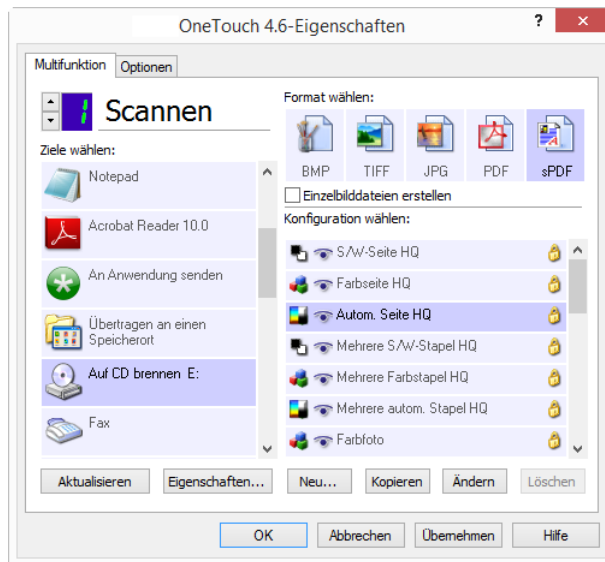 OneTouch 4.6-Eigenschaften
?
×
Multifunktion
Optionen
1
Scannen
Ziele wählen:
Notepad
Acrobat Reader 10.0
An Anwendung senden
Übertragen an einen
Speicherort
Auf CD brennen E:
Fax
Format wählen:
BMP
TIFF
JPG
PDF
sPDF
Einzelbilddateien erstellen
Konfiguration wählen:
S/W-Seite HQ
Farbseite HQ
Autom. Seite HQ
Mehrere S/W-Stapel HQ
Mehrere Farbstapel HQ
Mehrere autom. Stapel HQ
Farbfoto
Aktualisieren
Eigenschaften...
Neu...
Kopieren
Ändern
Löschen
OK
Abbrechen
Übernehmen
Hilfe